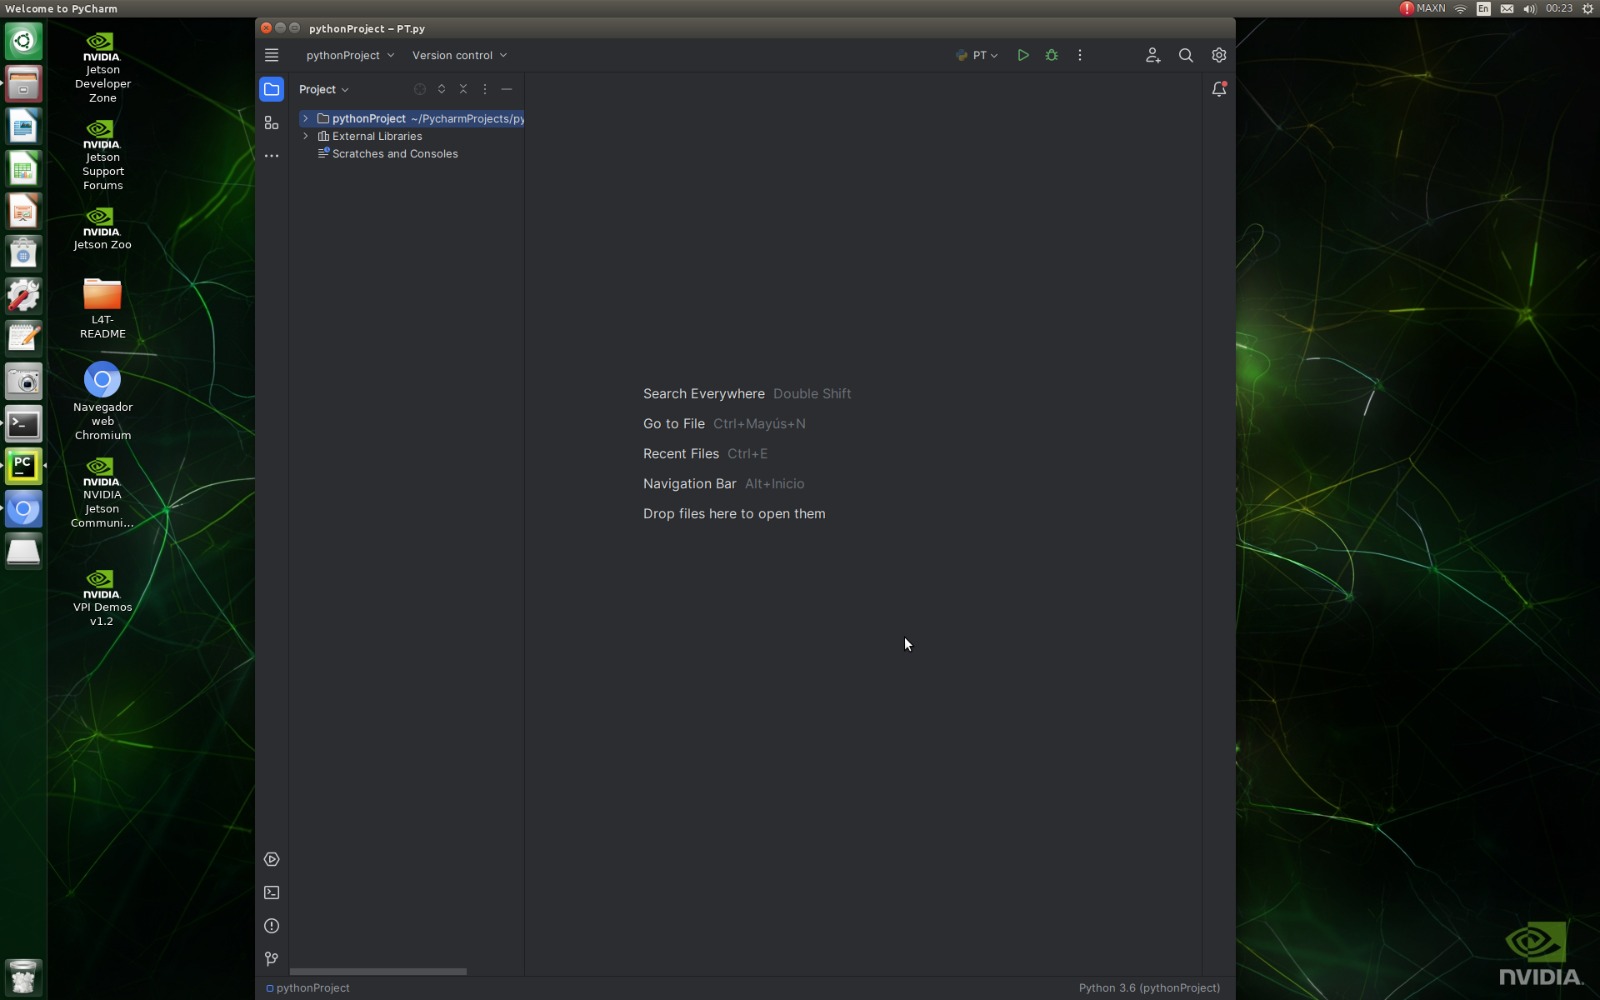 Welcome to PyCharm
MAXN
En
00:23
pythonProject – PT.py
pythonProject
Version control
PT
Project
pythonProject ~/PycharmProjects/py
External Libraries
Scratches and Consoles
NVIDIA.
Jetson
Developer
Zone
NVIDIA.
Jetson
Support
Forums
NVIDIA.
Jetson Zoo
L4T-
README
Navegador
web
Chromium
PC
NVIDIA.
NVIDIA
Jetson
Communi...
NVIDIA.
VPI Demos
v1.2
Search Everywhere Double Shift
Go to File Ctrl+Mayús+N
Recent Files Ctrl+E
Navigation Bar Alt+Inicio
Drop files here to open them
pythonProject
Python 3.6 (pythonProject)
NVIDIA.